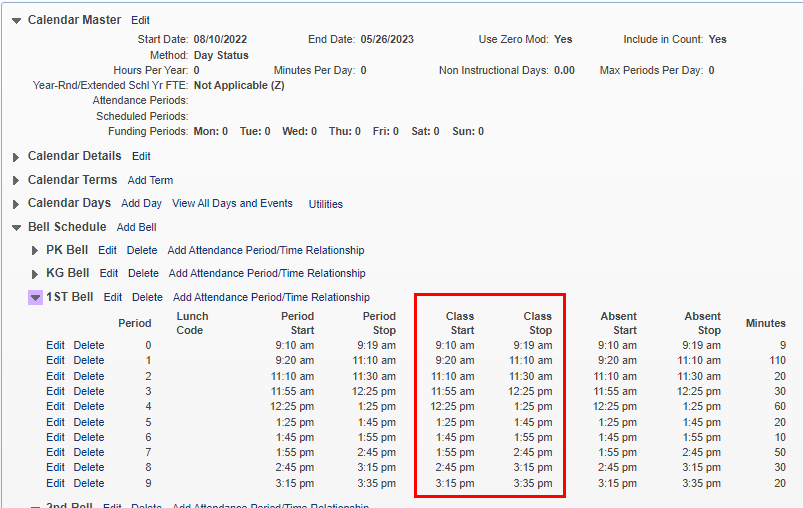 Calendar Master Edit
Start Date: 08/10/2022 End Date: 05/26/2023 Use Zero Mod: Yes Include in Count: Yes
Method: Day Status
Hours Per Year: 0 Minutes Per Day: 0 Non Instructional Days: 0.00 Max Periods Per Day: 0
Year-Rnd/Extended Schl Yr FTE: Not Applicable (Z)
Attendance Periods:
Scheduled Periods:
Funding Periods: Mon: 0 Tue: 0 Wed: 0 Thu: 0 Fri: 0 Sat: 0 Sun: 0
Calendar Details Edit
Calendar Terms Add Term
Calendar Days Add Day View All Days and Events Utilities
Bell Schedule Add Bell
PK Bell Edit Delete Add Attendance Period/Time Relationship
KG Bell Edit Delete Add Attendance Period/Time Relationship
1ST Bell Edit Delete Add Attendance Period/Time Relationship
Period Lunch Code Period Start Period Stop Class Start Class Stop Absent Start Absent Stop Minutes
Edit Delete 0 9:10 am 9:19 am 9:10 am 9:19 am 9:10 am 9:19 am 9
Edit Delete 1 9:20 am 11:10 am 9:20 am 11:10 am 9:20 am 11:10 am 110
Edit Delete 2 11:10 am 11:30 am 11:10 am 11:30 am 11:10 am 11:30 am 20
Edit Delete 3 11:55 am 12:25 pm 11:55 am 12:25 pm 11:55 am 12:25 pm 30
Edit Delete 4 12:25 pm 1:25 pm 12:25 pm 1:25 pm 12:25 pm 1:25 pm 60
Edit Delete 5 1:25 pm 1:45 pm 1:25 pm 1:45 pm 1:25 pm 1:45 pm 20
Edit Delete 6 1:45 pm 1:55 pm 1:45 pm 1:55 pm 1:45 pm 1:55 pm 10
Edit Delete 7 1:55 pm 2:45 pm 1:55 pm 2:45 pm 1:55 pm 2:45 pm 50
Edit Delete 8 2:45 pm 3:15 pm 2:45 pm 3:15 pm 2:45 pm 3:15 pm 30
Edit Delete 9 3:15 pm 3:35 pm 3:15 pm 3:35 pm 3:15 pm 3:35 pm 20
2nd Bell Edit Delete Add Attendance Period/Time Relationship